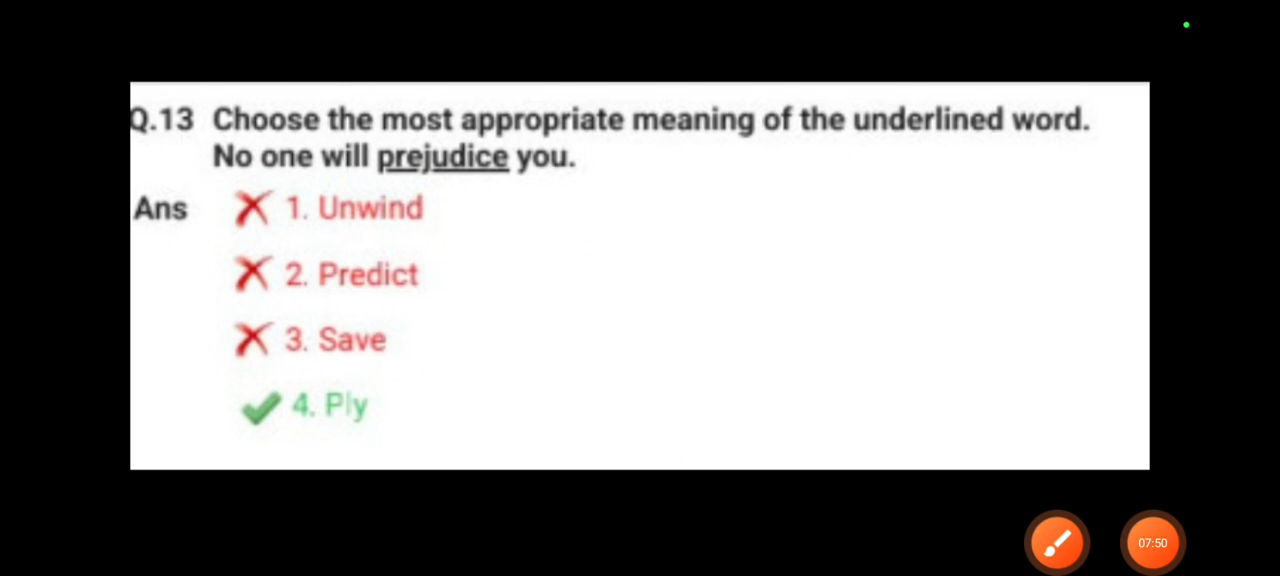 Q.13 Choose the most appropriate meaning of the underlined word.
No one will prejudice you.
Ans 1. Unwind
2. Predict
3. Save
4. Ply
07:50